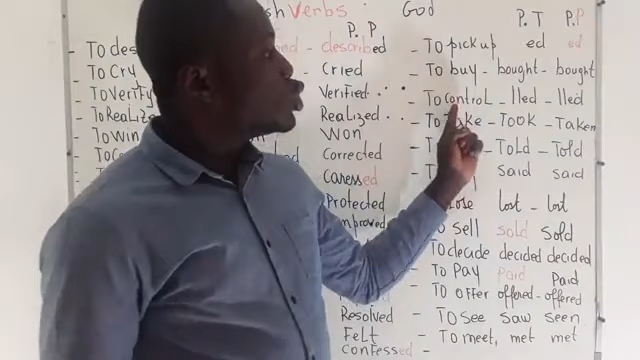 Verbs God
P.P P.T P.P
- To des described - To pick up ed ed
- To Cry Cried - To buy - bought - bought
- To Verify Verified - To control - lled - lled
- To Realize Realized - To take - Took - Taken
- To Win Won - Told - Told
Corrected said said
caressed lost - lost
Protected To sell sold sold
Improved To decide decided decided
To pay paid Paid
To offer offered - offered
Resolved - To see saw seen
Felt - To meet, met met
confessed -